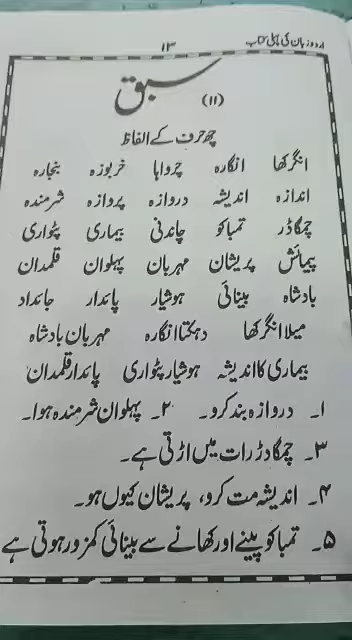 اردو زبان کی پہلی کتاب ۱۳
سبق (۱۱)
چھ حرف کے الفاظ
انگرکھا انگارہ چرواہا خربوزہ بنجارہ
اندازہ اندیشہ دروازہ پروازہ شرمندہ
چمگاڈر تمباکو چاندنی بیماری پٹواری
پیمائش پریشان مہربان پہلوان قلمدان
بادشاہ بینائی ہوشیار پائدار جائداد
میلا انگرکھا دہکتا انگارہ مہربان بادشاہ
بیماری کا اندیشہ ہوشیار پٹواری پائدار قلمدان
۱۔ دروازہ بند کرو۔ ۲۔ پہلوان شرمندہ ہوا۔
۳۔ چمگادڑ رات میں اڑتی ہے۔
۴۔ اندیشہ مت کرو، پریشان کیوں ہو۔
۵۔ تمباکو پینے اور کھانے سے بینائی کمزور ہوتی ہے